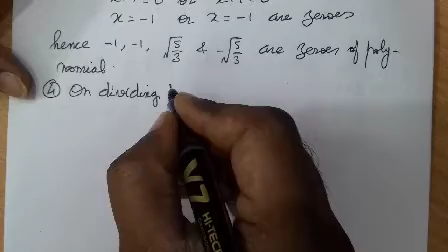 x = -1 or x = -1 are zeroes
hence -1, -1, √5/3 & -√5/3 are zeroes of poly-
nomial.
④ On dividing
V7
HI-TEC